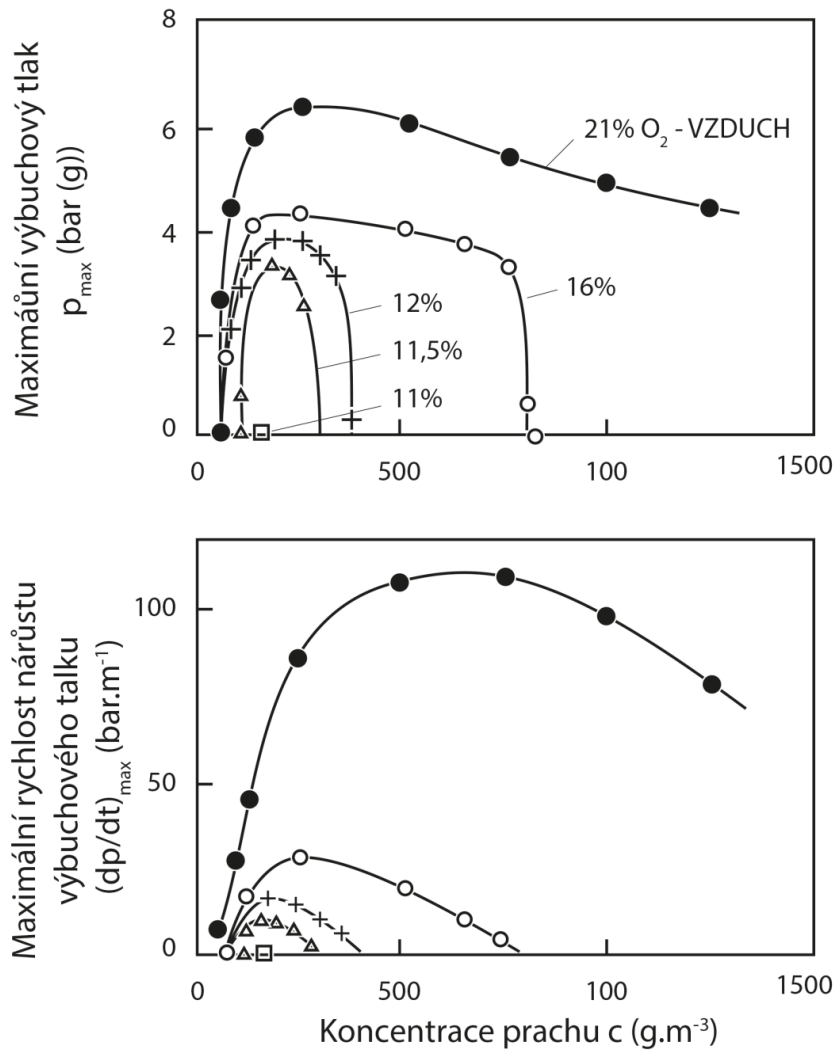 Maximáůní výbuchový tlak
p_max (bar (g))
8
6
4
2
0
21% O₂ - VZDUCH
16%
12%
11,5%
11%
0 500 100 1500
Maximální rychlost nárůstu
výbuchového talku
(dp/dt)_max (bar.m⁻¹)
100
50
0
0 500 100 1500
Koncentrace prachu c (g.m⁻³)